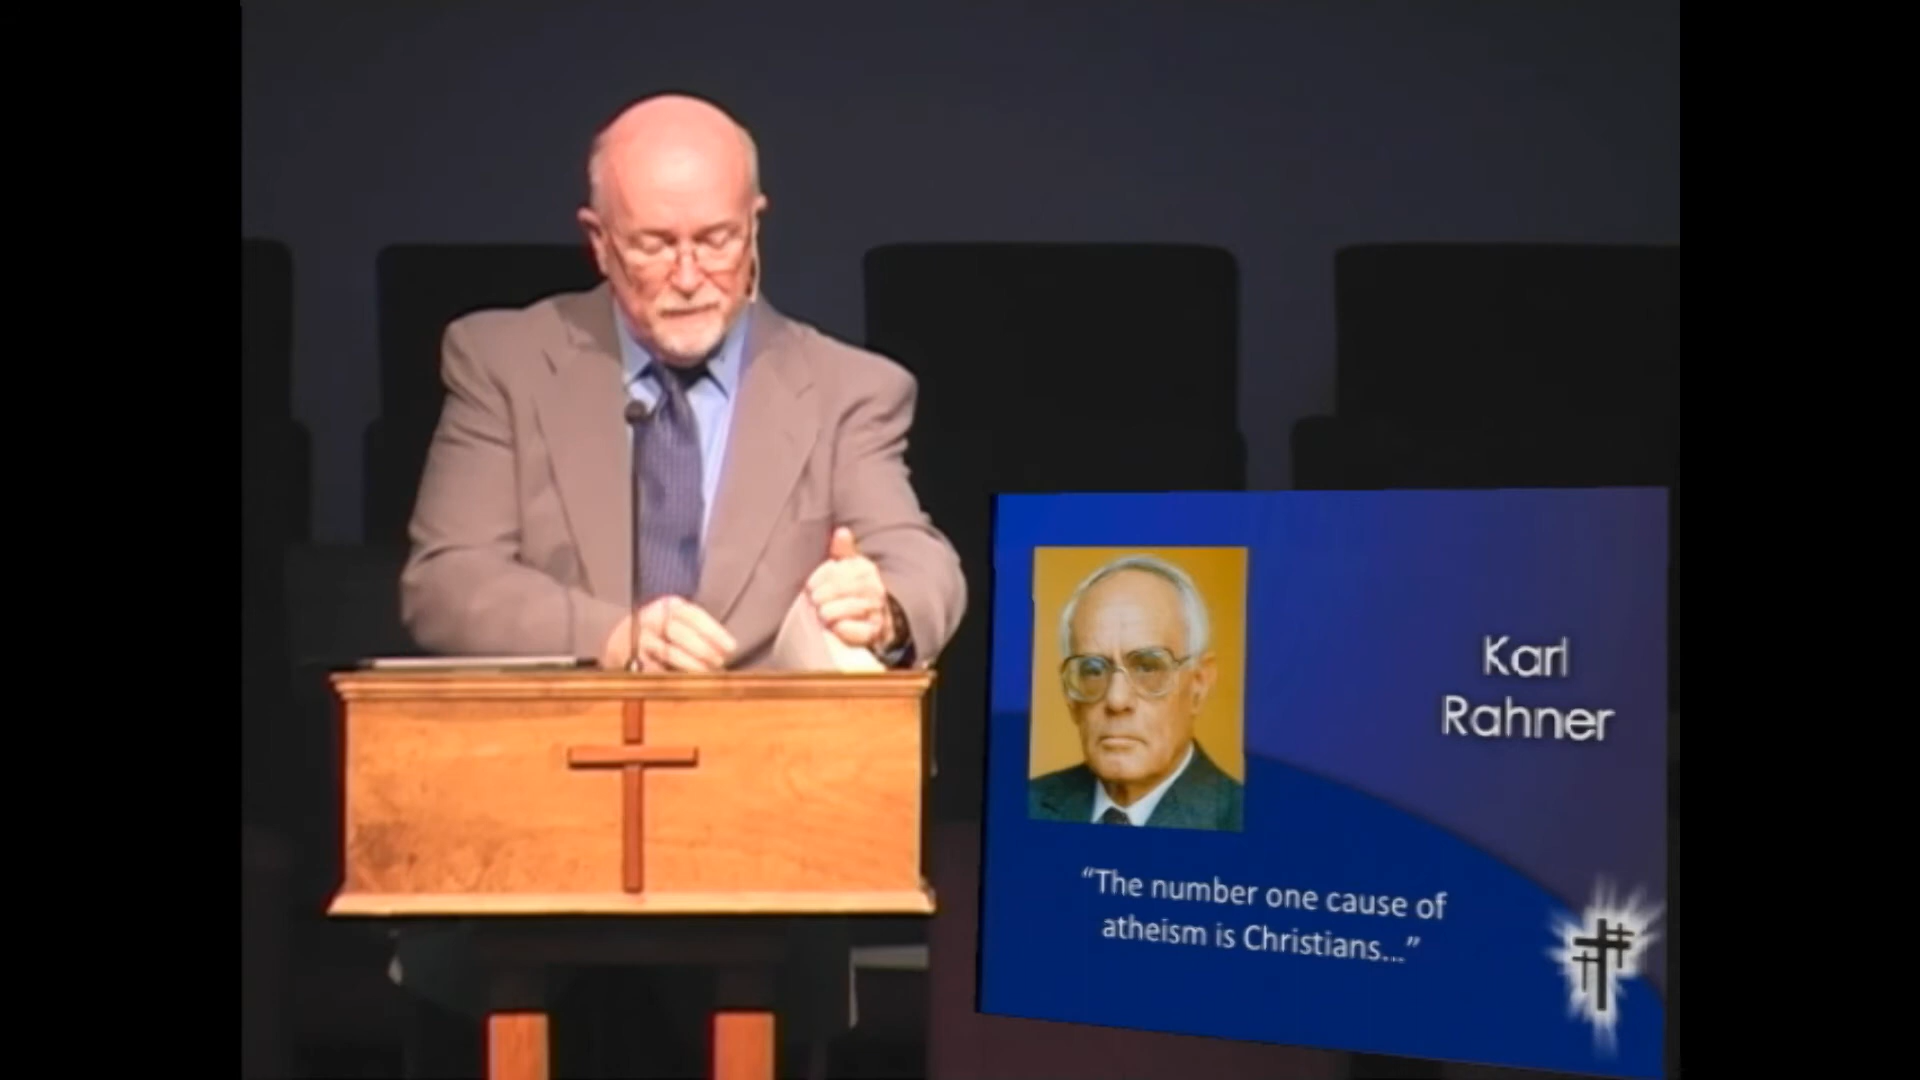 Karl
Rahner
“The number one cause of
atheism is Christians...”